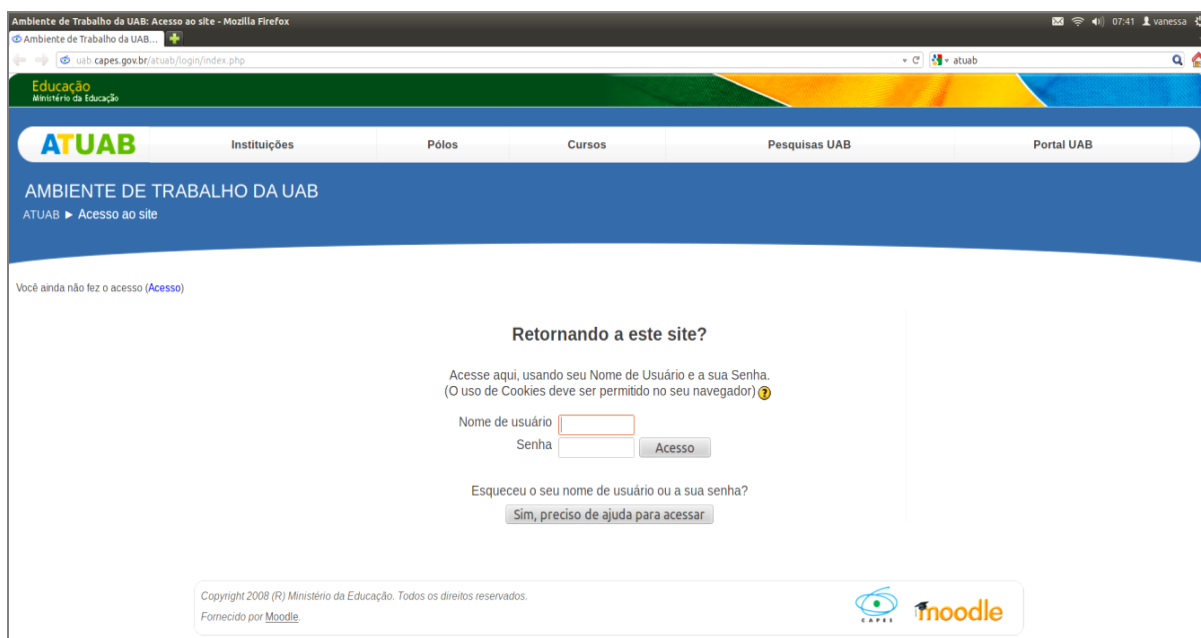 Ambiente de Trabalho da UAB: Acesso ao site - Mozilla Firefox
07:41 vanessa
Ambiente de Trabalho da UAB...
uab.capes.gov.br/atuab/login/index.php
atuab
Educação
Ministério da Educação
ATUAB Instituições Pólos Cursos Pesquisas UAB Portal UAB
AMBIENTE DE TRABALHO DA UAB
ATUAB ► Acesso ao site
Você ainda não fez o acesso (Acesso)
Retornando a este site?
Acesse aqui, usando seu Nome de Usuário e a sua Senha.
(O uso de Cookies deve ser permitido no seu navegador) ?
Nome de usuário
Senha Acesso
Esqueceu o seu nome de usuário ou a sua senha?
Sim, preciso de ajuda para acessar
Copyright 2008 (R) Ministério da Educação. Todos os direitos reservados.
Fornecido por Moodle.
CAPES moodle